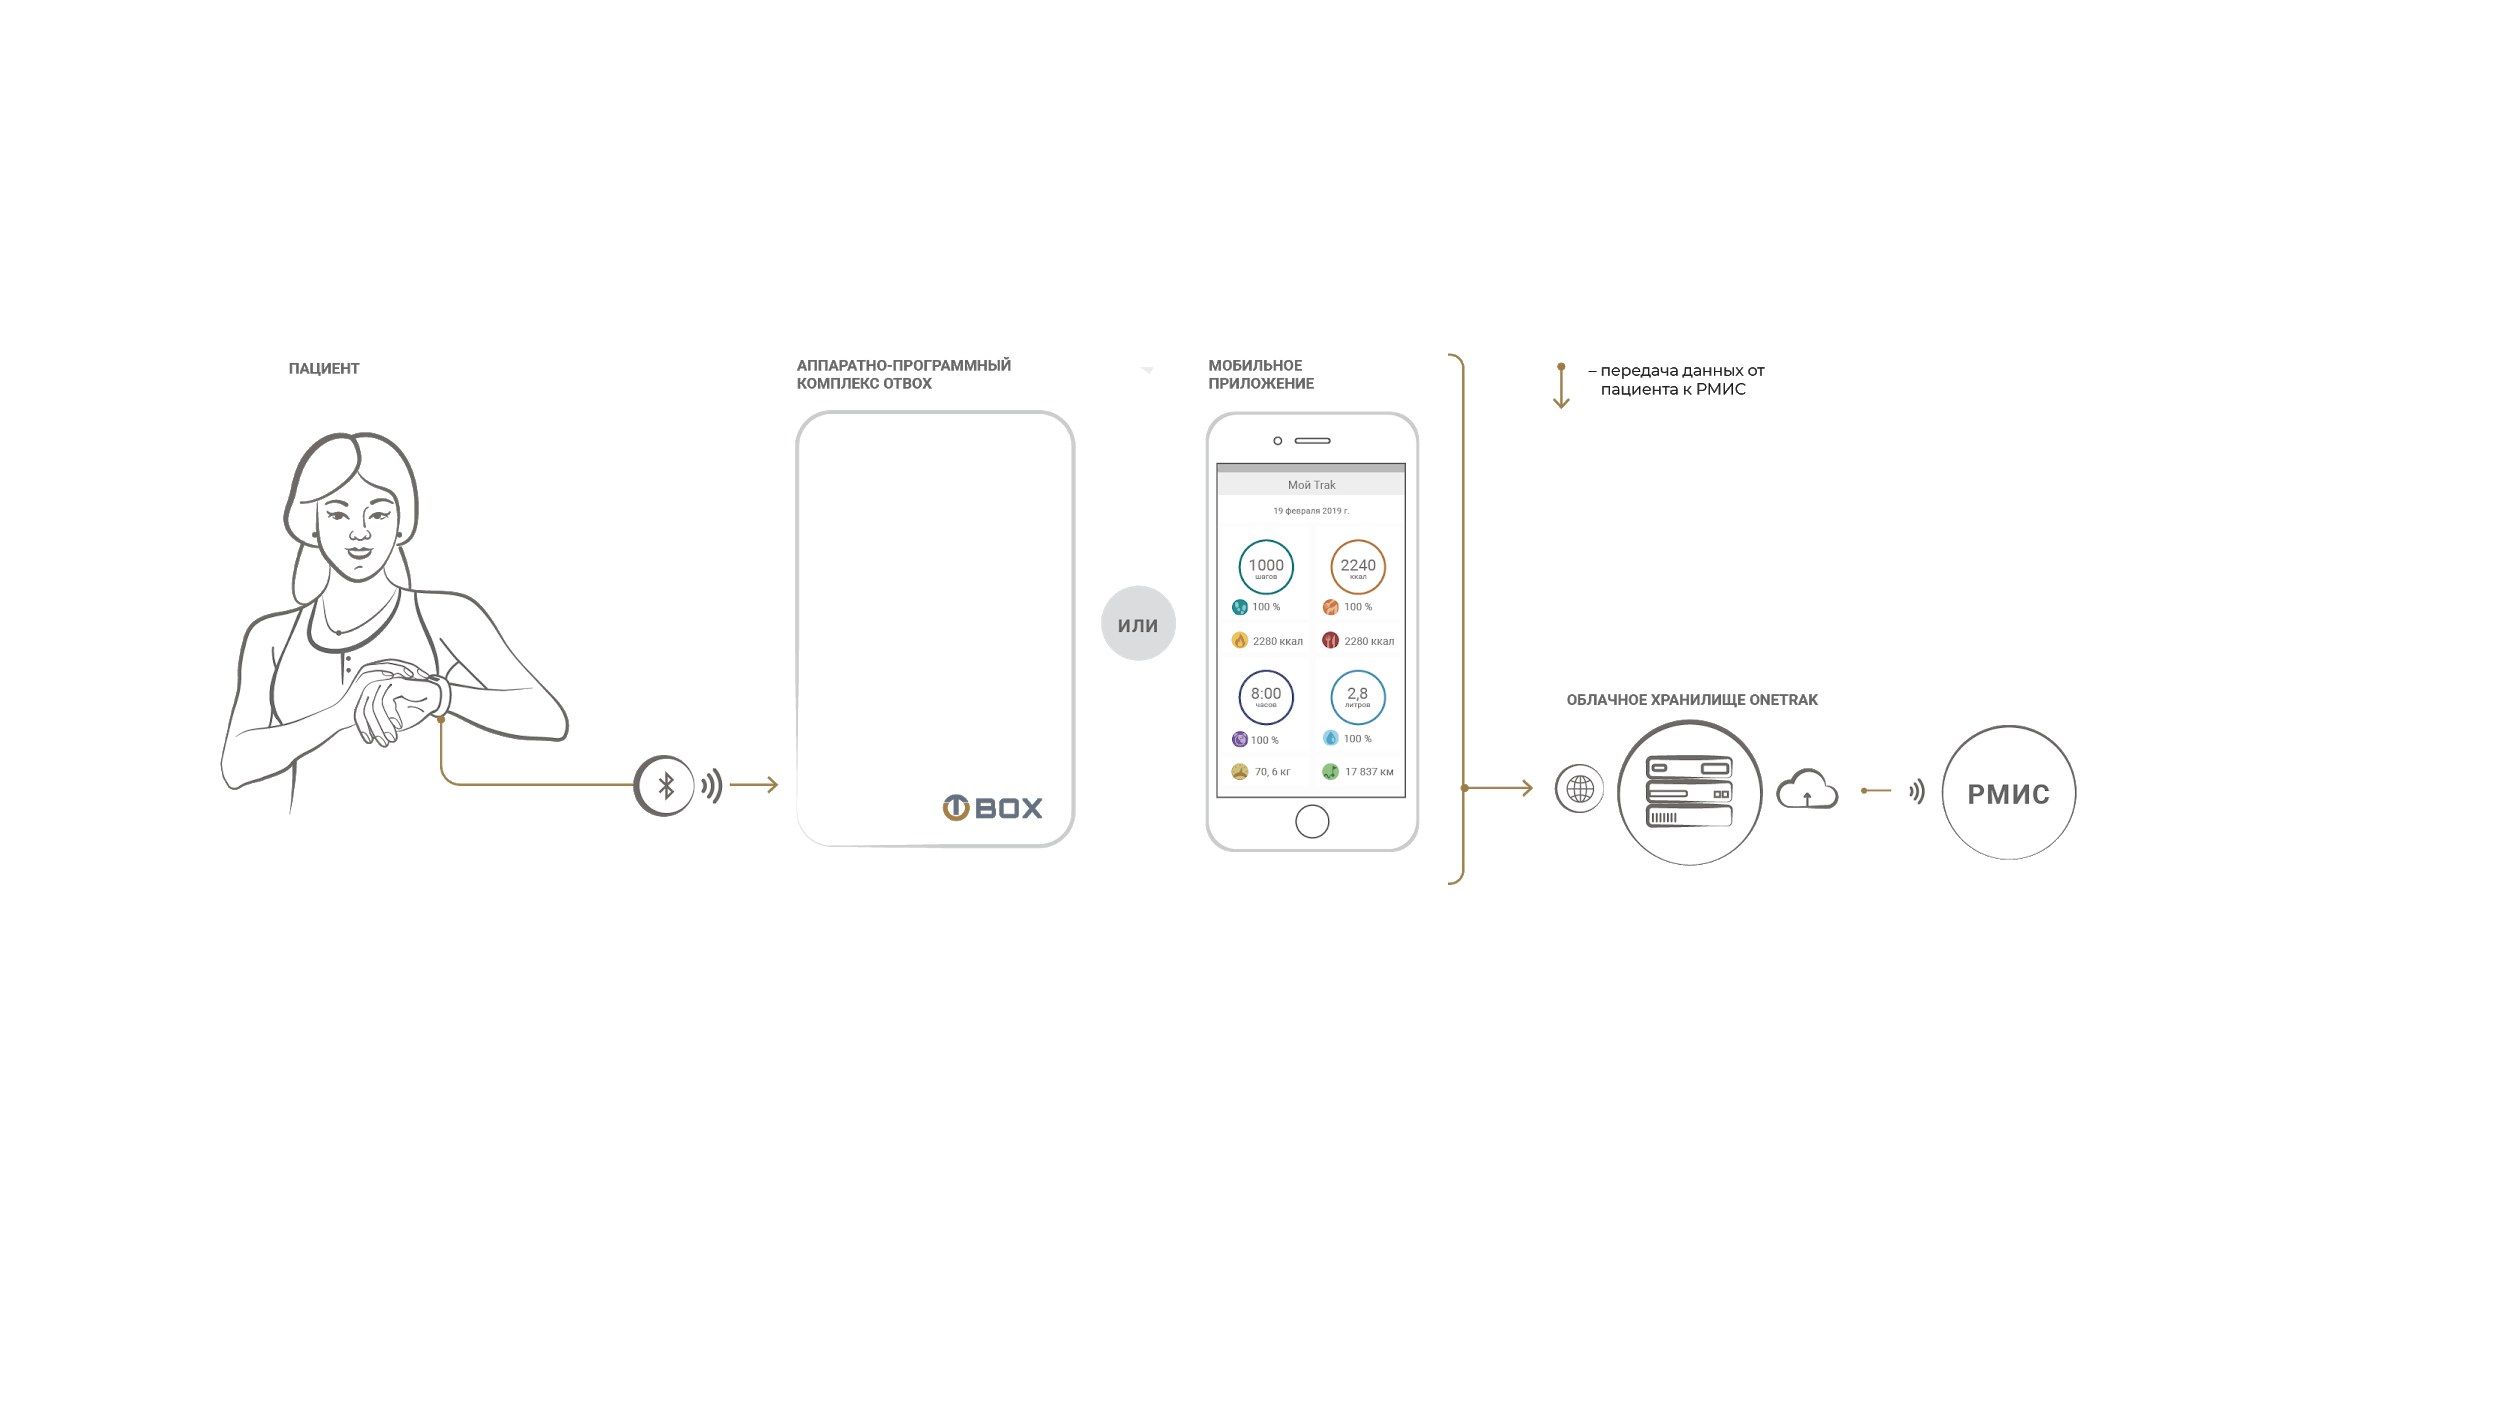 ПАЦИЕНТ
АППАРАТНО-ПРОГРАММНЫЙ
КОМПЛЕКС OTBOX
BOX
ИЛИ
МОБИЛЬНОЕ
ПРИЛОЖЕНИЕ
Мой Trak
19 февраля 2019 г.
1000
шагов
2240
ккал
100 %
100 %
2280 ккал
2280 ккал
8:00
часов
2,8
литров
100 %
100 %
70, 6 кг
17 837 км
– передача данных от
пациента к РМИС
ОБЛАЧНОЕ ХРАНИЛИЩЕ ONETRAK
РМИС